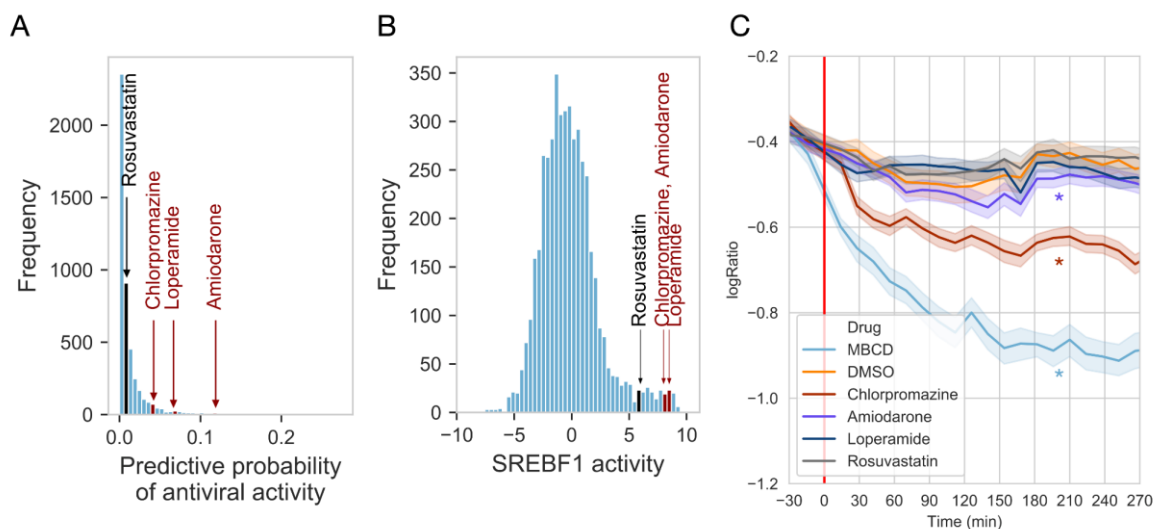 A
Frequency
2000
1500
1000
500
0
0.0
0.1
0.2
Rosuvastatin
Chlorpromazine
Loperamide
Amiodarone
Predictive probability
of antiviral activity
B
Frequency
350
300
250
200
150
100
50
0
−10
−5
0
5
10
Rosuvastatin
Chlorpromazine, Amiodarone
Loperamide
SREBF1 activity
C
logRatio
−0.2
−0.4
−0.6
−0.8
−1.0
−1.2
*
*
*
Drug
MBCD
DMSO
Chlorpromazine
Amiodarone
Loperamide
Rosuvastatin
−30
0
30
60
90
120
150
180
210
240
270
Time (min)